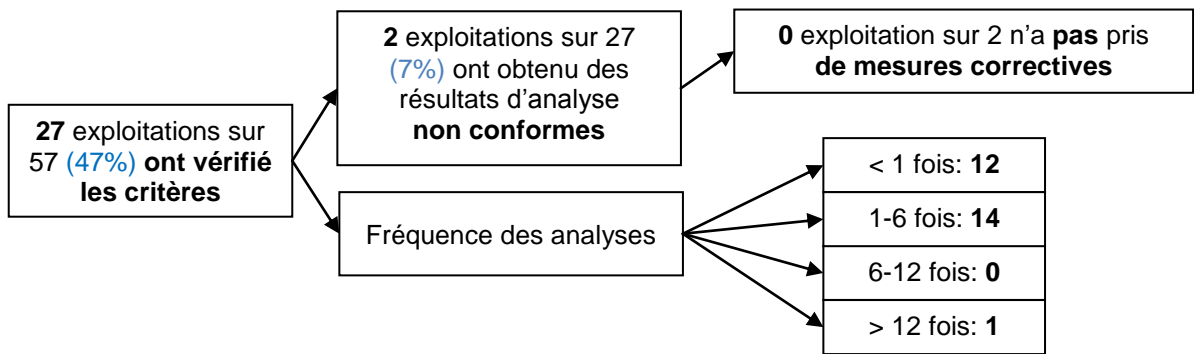 27 exploitations sur
57 (47%) ont vérifié
les critères
2 exploitations sur 27
(7%) ont obtenu des
résultats d’analyse
non conformes
0 exploitation sur 2 n’a pas pris
de mesures correctives
Fréquence des analyses
< 1 fois: 12
1-6 fois: 14
6-12 fois: 0
> 12 fois: 1